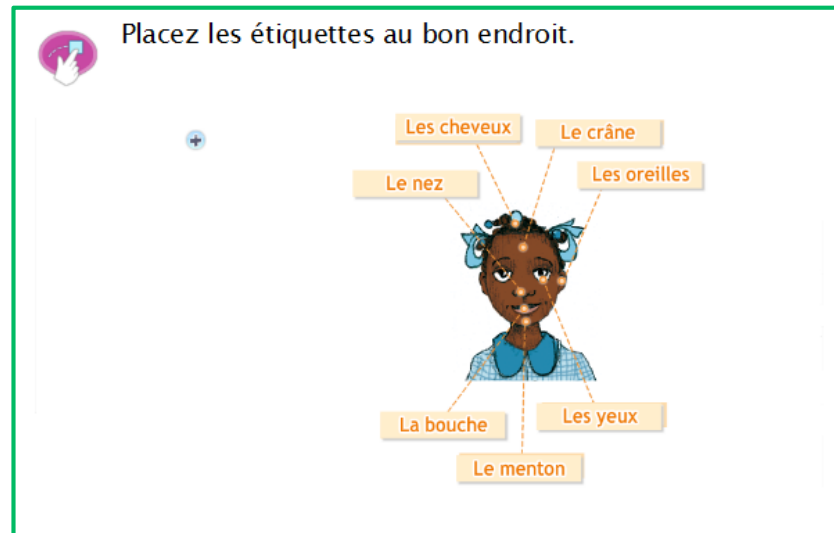 Placez les étiquettes au bon endroit.
Les cheveux
Le crâne
Les oreilles
Le nez
La bouche
Les yeux
Le menton